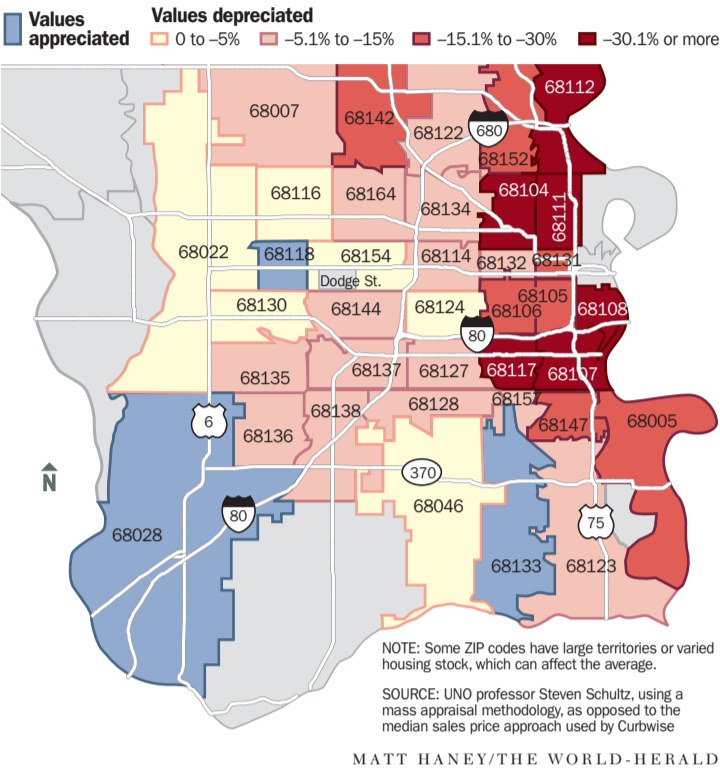 Values
appreciated
Values depreciated
0 to –5%
–5.1% to –15%
–15.1% to –30%
–30.1% or more
68112
68007
68142
68122
680
68152
68116
68164
68104
68111
68134
68022
68118
68154
68114
68132
68131
Dodge St.
68130
68144
68124
68105
68106
68108
80
68135
68137
68127
68117
68107
68138
68128
68157
6
68136
68147
68005
N
370
80
68046
75
68028
68133
68123
NOTE: Some ZIP codes have large territories or varied
housing stock, which can affect the average.
SOURCE: UNO professor Steven Schultz, using a
mass appraisal methodology, as opposed to the
median sales price approach used by Curbwise
MATT HANEY/THE WORLD-HERALD